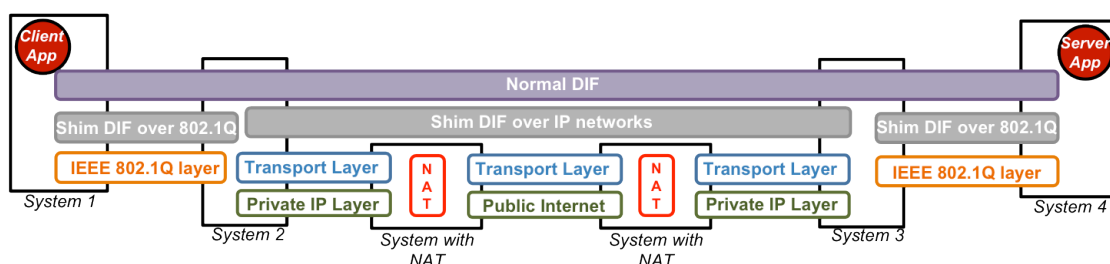 Client
App
Server
App
Normal DIF
Shim DIF over 802.1Q
Shim DIF over IP networks
Shim DIF over 802.1Q
IEEE 802.1Q layer
Transport Layer
N
A
T
Transport Layer
N
A
T
Transport Layer
IEEE 802.1Q layer
Private IP Layer
Public Internet
Private IP Layer
System 1
System 2
System with
NAT
System with
NAT
System 3
System 4